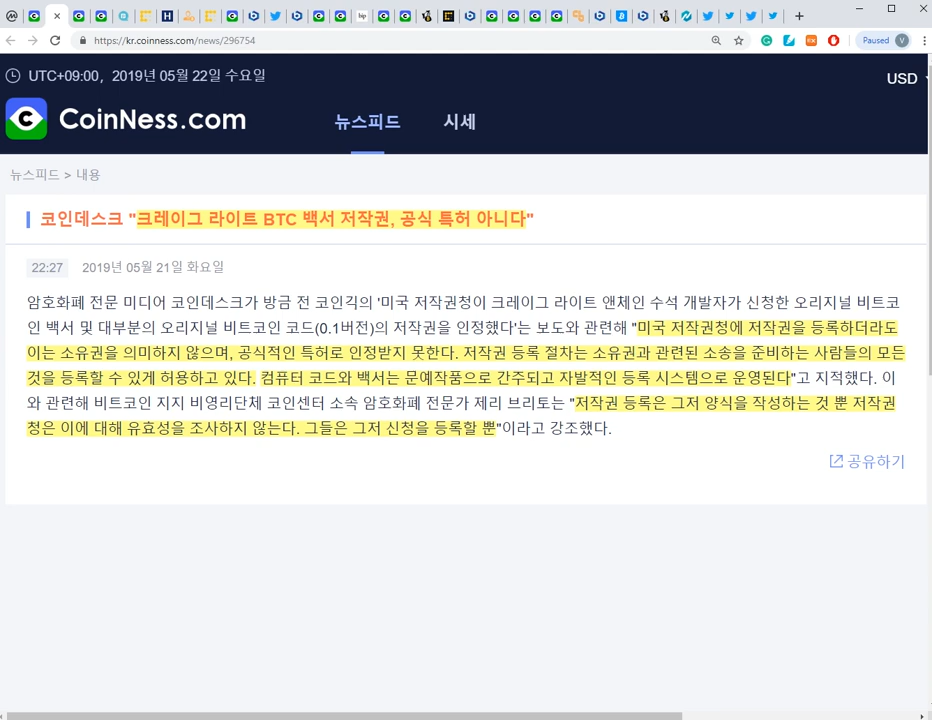 https://kr.coinness.com/news/296754
Paused V
UTC+09:00, 2019년 05월 22일 수요일
USD
CoinNess.com
뉴스피드 시세
뉴스피드 > 내용
코인데스크 "크레이그 라이트 BTC 백서 저작권, 공식 특허 아니다"
22:27 2019년 05월 21일 화요일
암호화폐 전문 미디어 코인데스크가 방금 전 코인긱의 '미국 저작권청이 크레이그 라이트 앤체인 수석 개발자가 신청한 오리지널 비트코
인 백서 및 대부분의 오리지널 비트코인 코드(0.1버전)의 저작권을 인정했다'는 보도와 관련해 "미국 저작권청에 저작권을 등록하더라도
이는 소유권을 의미하지 않으며, 공식적인 특허로 인정받지 못한다. 저작권 등록 절차는 소유권과 관련된 소송을 준비하는 사람들의 모든
것을 등록할 수 있게 허용하고 있다. 컴퓨터 코드와 백서는 문예작품으로 간주되고 자발적인 등록 시스템으로 운영된다"고 지적했다. 이
와 관련해 비트코인 지지 비영리단체 코인센터 소속 암호화폐 전문가 제리 브리토는 "저작권 등록은 그저 양식을 작성하는 것 뿐 저작권
청은 이에 대해 유효성을 조사하지 않는다. 그들은 그저 신청을 등록할 뿐"이라고 강조했다.
공유하기